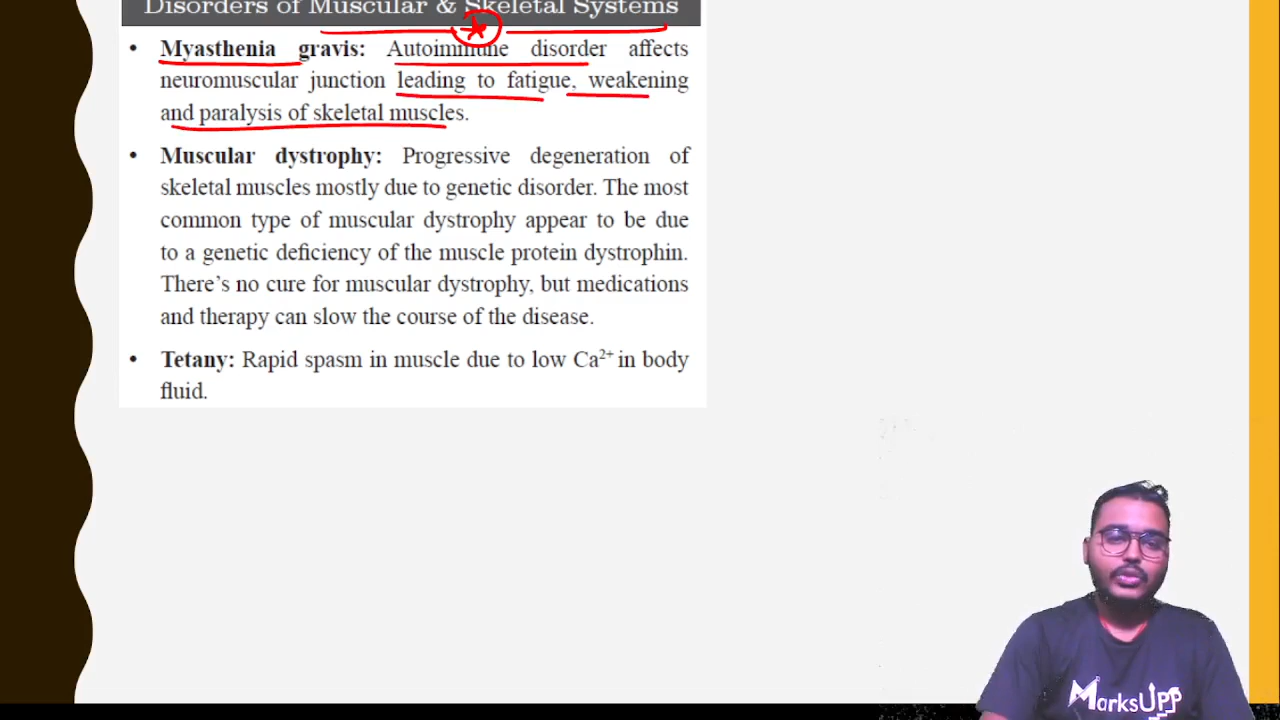 Disorders of Muscular & Skeletal Systems
• Myasthenia gravis: Autoimmune disorder affects
neuromuscular junction leading to fatigue, weakening
and paralysis of skeletal muscles.
• Muscular dystrophy: Progressive degeneration of
skeletal muscles mostly due to genetic disorder. The most
common type of muscular dystrophy appear to be due
to a genetic deficiency of the muscle protein dystrophin.
There’s no cure for muscular dystrophy, but medications
and therapy can slow the course of the disease.
• Tetany: Rapid spasm in muscle due to low Ca²⁺ in body
fluid.
MarksUPP